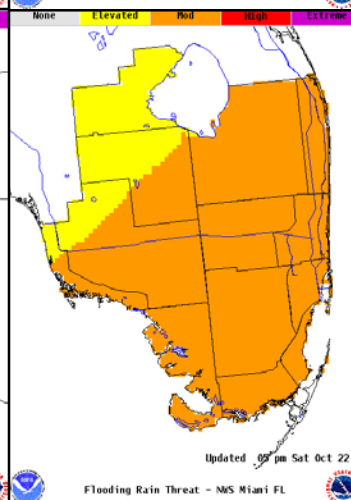 None Elevated Mod High Extreme
Updated 05 pm Sat Oct 22
Flooding Rain Threat - NWS Miami FL